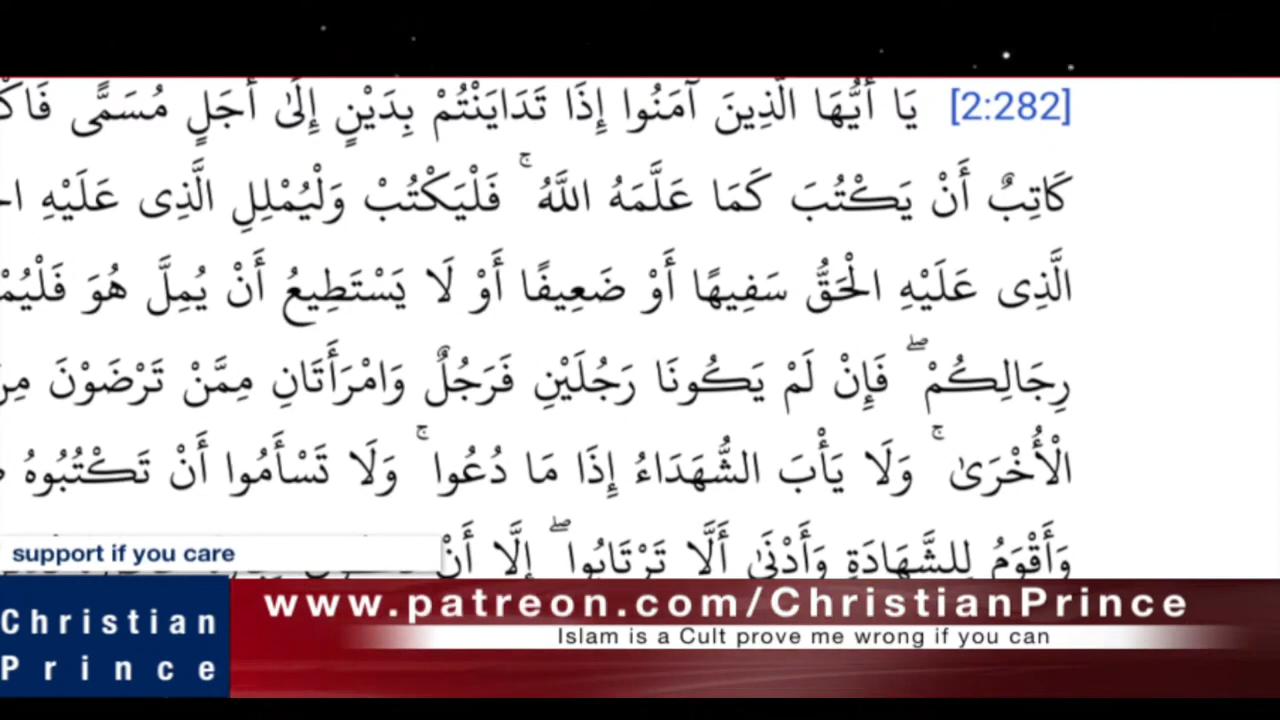 [2:282] يَا أَيُّهَا الَّذِينَ آمَنُوا إِذَا تَدَايَنْتُمْ بِدَيْنٍ إِلَىٰ أَجَلٍ مُسَمًّى
كَاتِبٌ أَنْ يَكْتُبَ كَمَا عَلَّمَهُ اللَّهُ ۚ فَلْيَكْتُبْ وَلْيُمْلِلِ الَّذِى عَلَيْهِ
الَّذِى عَلَيْهِ الْحَقُّ سَفِيهًا أَوْ ضَعِيفًا أَوْ لَا يَسْتَطِيعُ أَنْ يُمِلَّ هُوَ
رِجَالِكُمْ ۖ فَإِنْ لَمْ يَكُونَا رَجُلَيْنِ فَرَجُلٌ وَامْرَأَتَانِ مِمَّنْ تَرْضَوْنَ
الْأُخْرَىٰ ۚ وَلَا يَأْبَ الشُّهَدَاءُ إِذَا مَا دُعُوا ۚ وَلَا تَسْأَمُوا أَنْ تَكْتُبُوهُ
وَأَقْوَمُ لِلشَّهَادَةِ وَأَدْنَىٰ أَلَّا تَرْتَابُوا ۖ إِلَّا أَنْ
support if you care
Christian
Prince
www.patreon.com/ChristianPrince
Islam is a Cult prove me wrong if you can